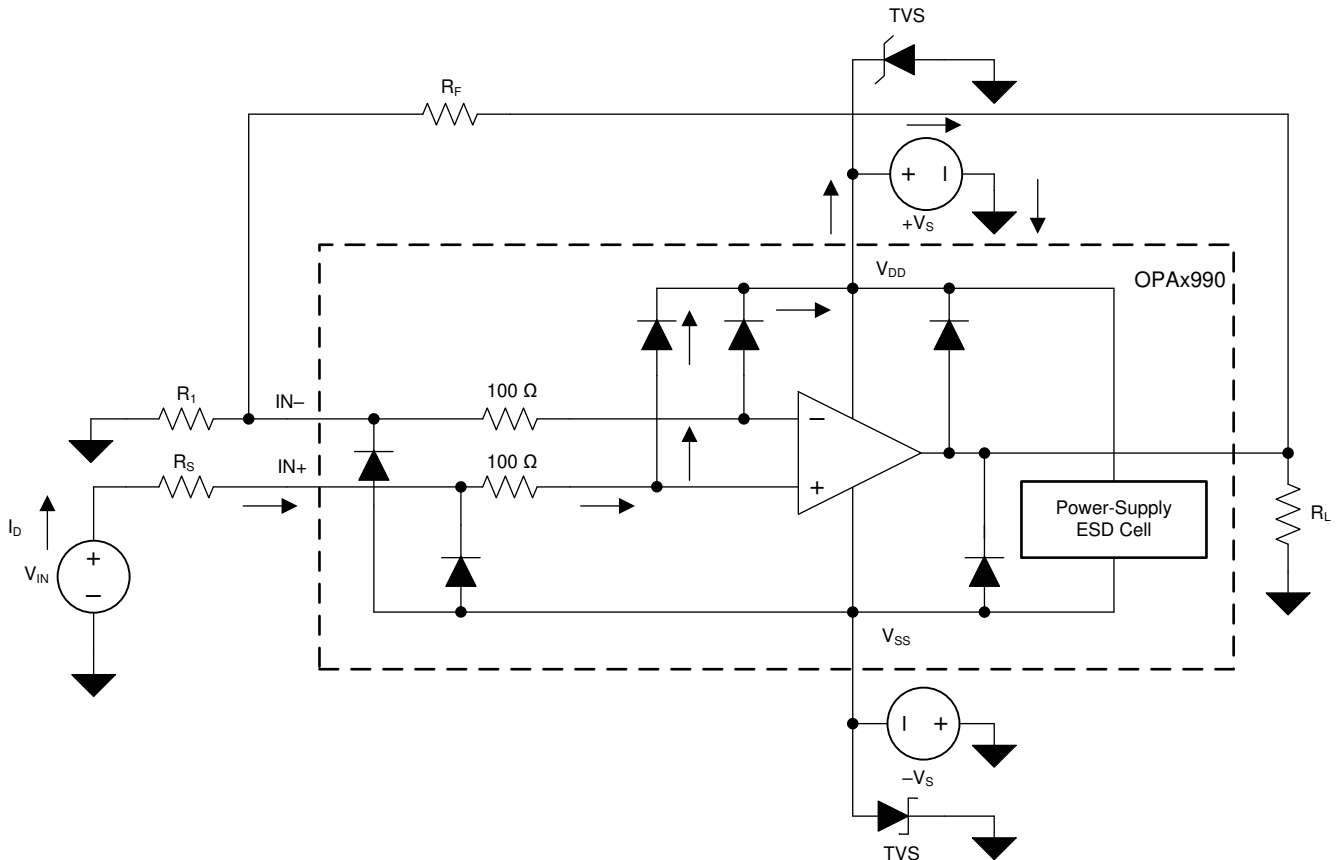 TVS
R_F
+ I
+V_S
V_DD
OPAx990
R_1
IN–
100 Ω
–
R_S
IN+
100 Ω
+
Power-Supply
ESD Cell
R_L
I_D
V_IN
+
–
V_SS
I +
–V_S
TVS